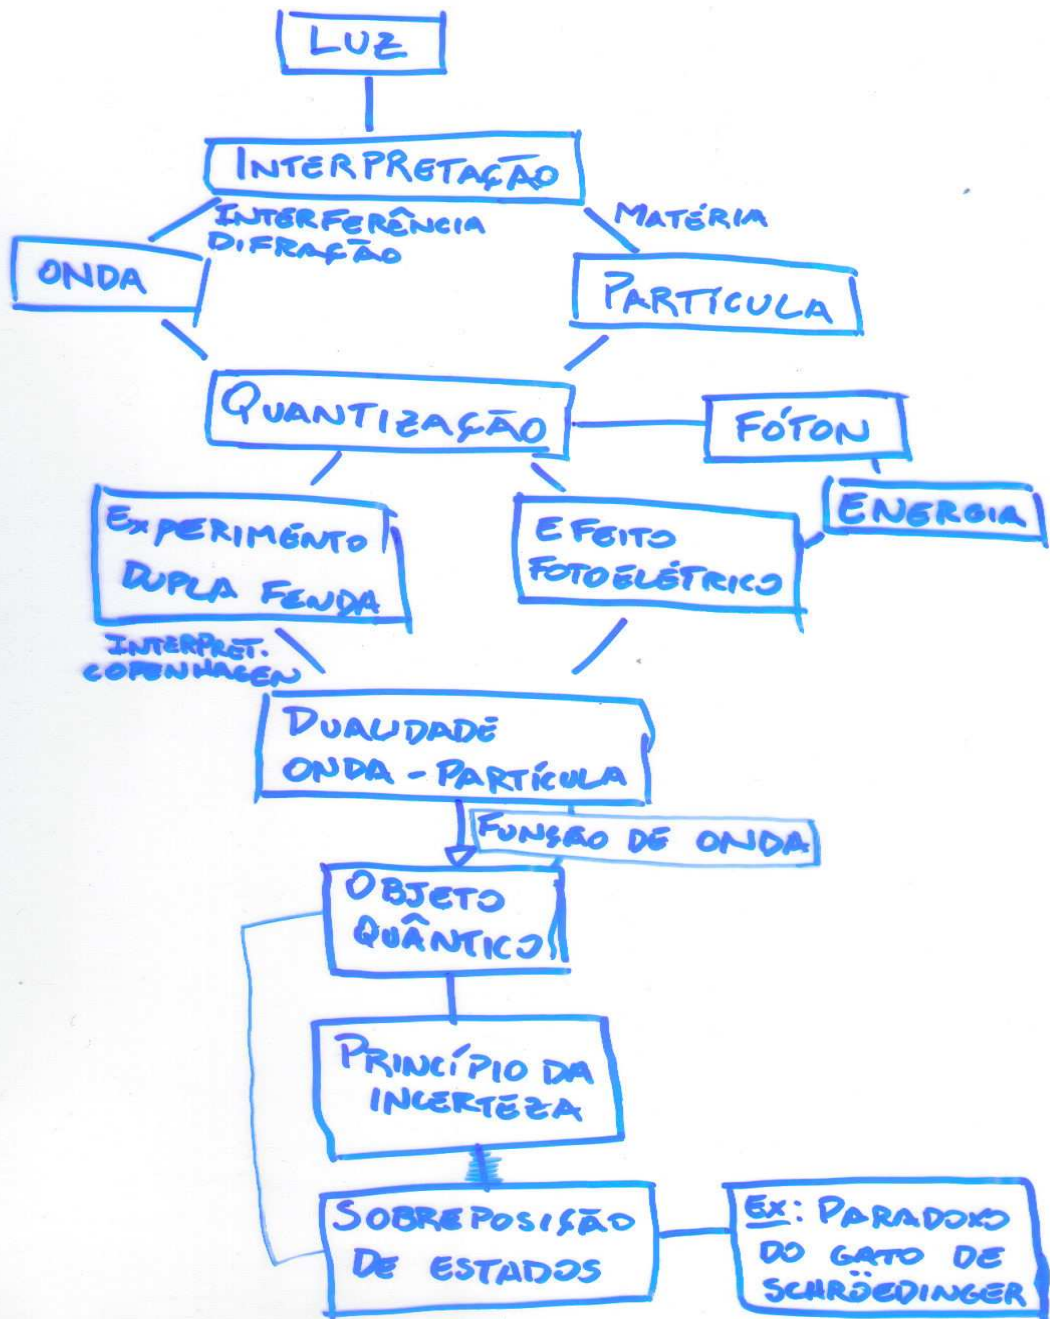 LUZ
INTERPRETAÇÃO
INTERFERÊNCIA
DIFRAÇÃO
MATÉRIA
ONDA
PARTÍCULA
QUANTIZAÇÃO
FÓTON
ENERGIA
EXPERIMENTO
DUPLA FENDA
EFEITO
FOTOELÉTRICO
INTERPRET.
COPENHAGEN
DUALIDADE
ONDA - PARTÍCULA
FUNÇÃO DE ONDA
OBJETO
QUÂNTICO
PRINCÍPIO DA
INCERTEZA
SOBREPOSIÇÃO
DE ESTADOS
EX: PARADOXO
DO GATO DE
SCHRÖEDINGER